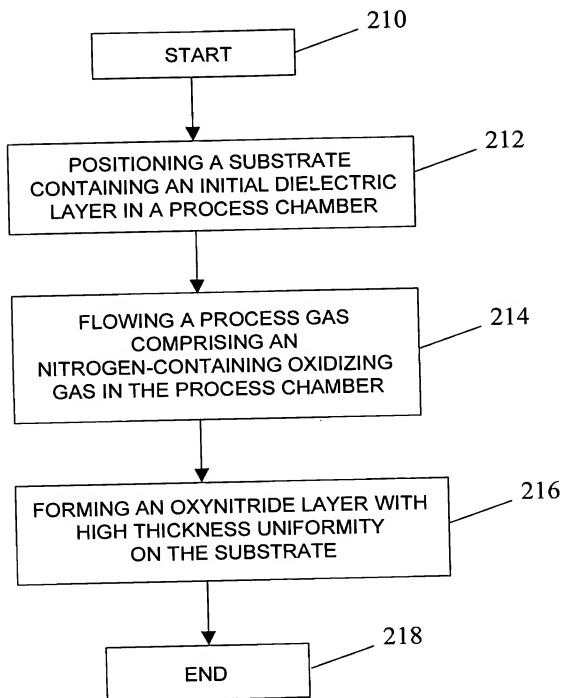 210
START
212
POSITIONING A SUBSTRATE
CONTAINING AN INITIAL DIELECTRIC
LAYER IN A PROCESS CHAMBER
214
FLOWING A PROCESS GAS
COMPRISING AN
NITROGEN-CONTAINING OXIDIZING
GAS IN THE PROCESS CHAMBER
216
FORMING AN OXYNITRIDE LAYER WITH
HIGH THICKNESS UNIFORMITY
ON THE SUBSTRATE
218
END